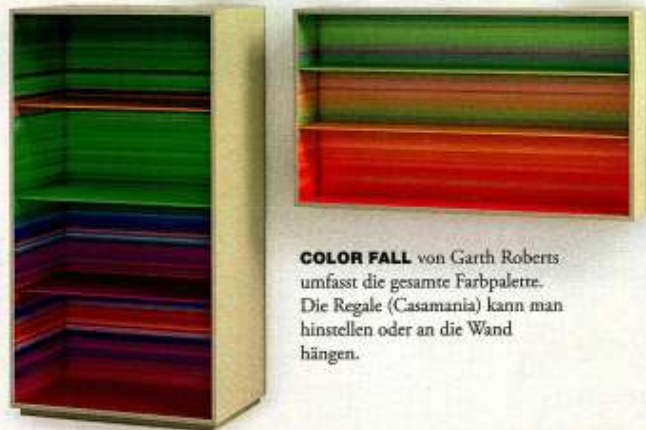 COLOR FALL von Garth Roberts
umfasst die gesamte Farbpalette.
Die Regale (Casamania) kann man
hinstellen oder an die Wand
hängen.